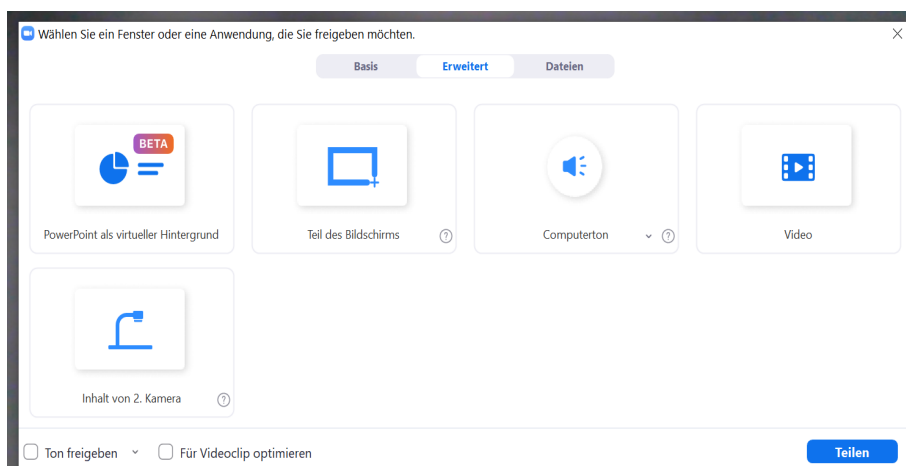 Wählen Sie ein Fenster oder eine Anwendung, die Sie freigeben möchten.
Basis Erweitert Dateien
BETA
PowerPoint als virtueller Hintergrund
Teil des Bildschirms ?
Computerton ?
Video
Inhalt von 2. Kamera ?
Ton freigeben Für Videoclip optimieren Teilen